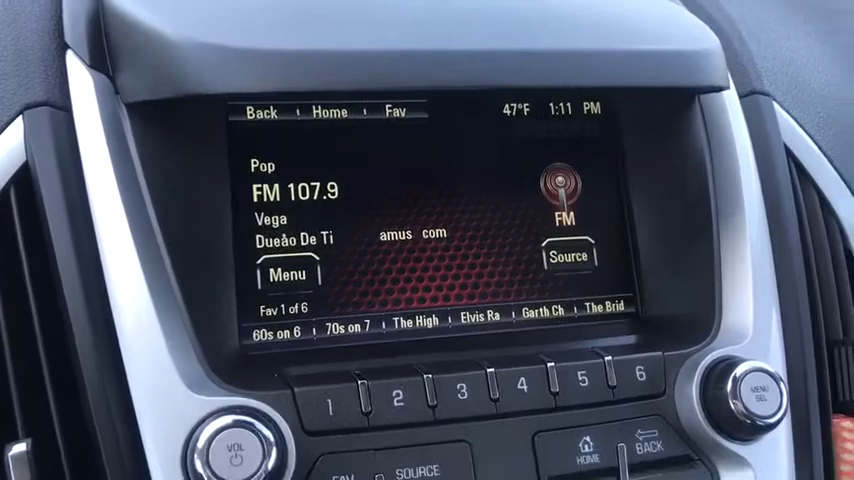 Back Home Fav 47°F 1:11 PM
Pop
FM 107.9
Vega
Dueåo De Ti amus com
FM
Menu
Source
Fav 1 of 6
60s on 6 70s on 7 The High Elvis Ra Garth Ch The Brid
1 2 3 4 5 6
VOL
MENU
SEL
FAV SOURCE
HOME
BACK